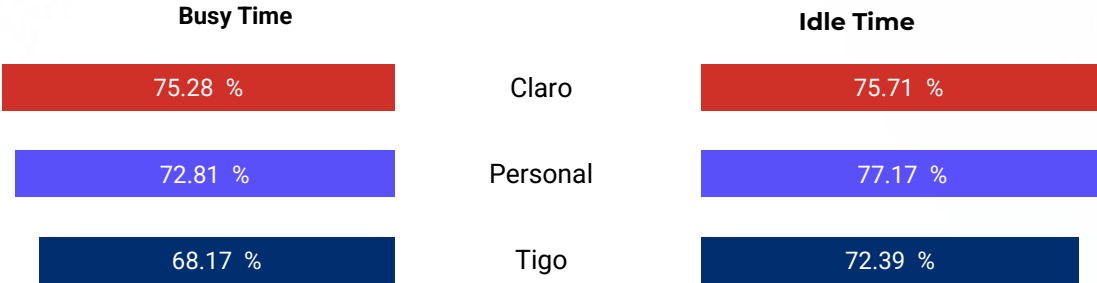 Busy Time
Idle Time
75.28 %
Claro
75.71 %
72.81 %
Personal
77.17 %
68.17 %
Tigo
72.39 %